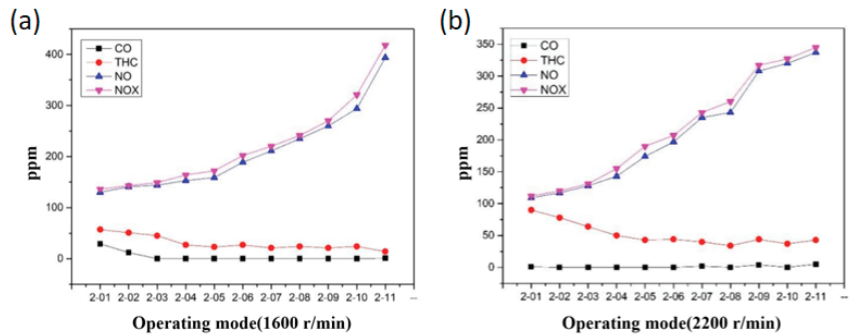 (a)
CO
THC
NO
NOX
400
300
200
100
0
ppm
2-01 2-02 2-03 2-04 2-05 2-06 2-07 2-08 2-09 2-10 2-11 --
Operating mode(1600 r/min)
(b)
CO
THC
NO
NOX
350
300
250
200
150
100
50
0
ppm
2-01 2-02 2-03 2-04 2-05 2-06 2-07 2-08 2-09 2-10 2-11 --
Operating mode(2200 r/min)